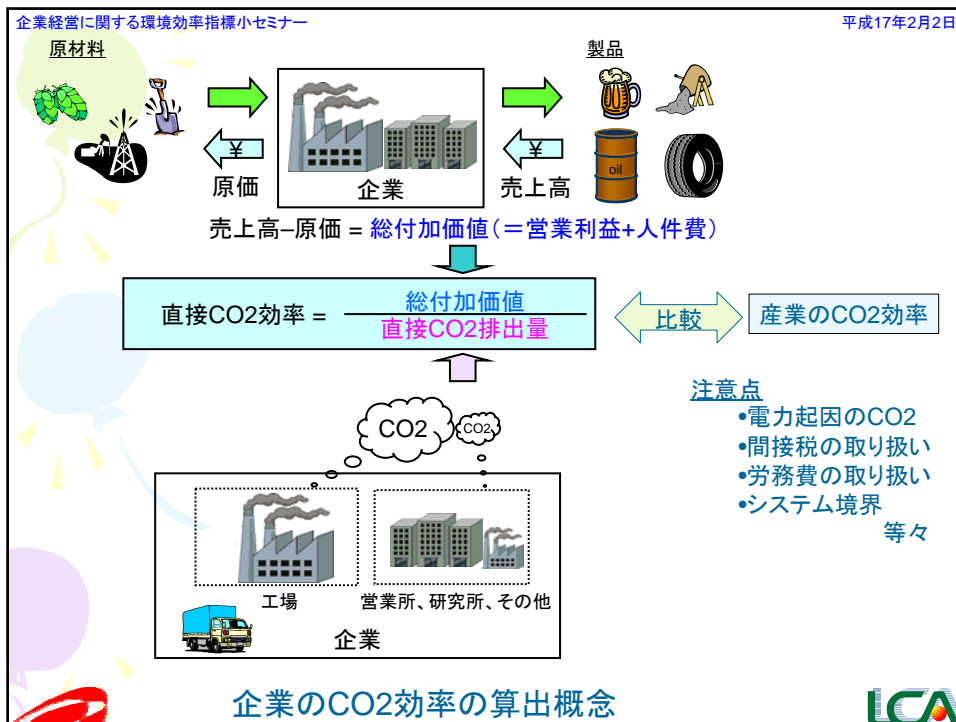 企業経営に関する環境効率指標小セミナー
平成17年2月2日
原材料
製品
¥
¥
oil
原価
企業
売上高
売上高–原価 = 総付加価値(=営業利益+人件費)
直接CO2効率 =
総付加価値
直接CO2排出量
比較
産業のCO2効率
注意点
•電力起因のCO2
•間接税の取り扱い
•労務費の取り扱い
•システム境界
等々
CO2
CO2
工場
営業所、研究所、その他
企業
企業のCO2効率の算出概念
LCA